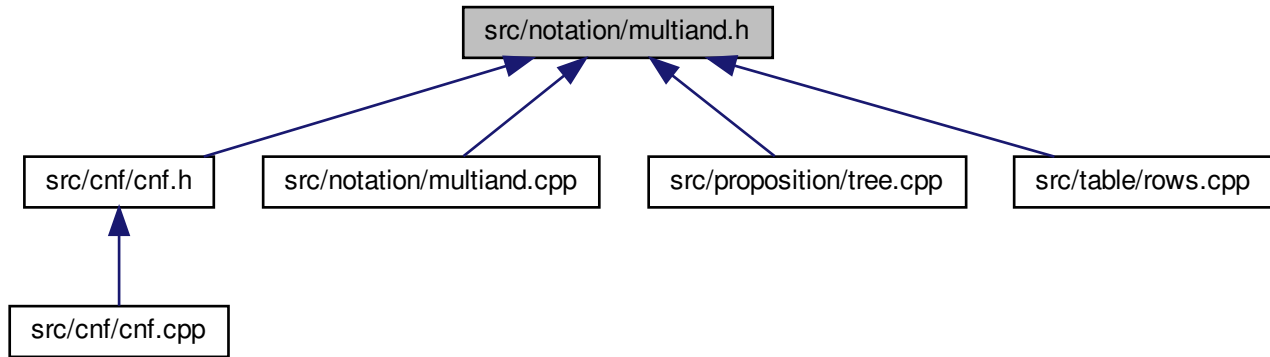 src/notation/multiand.h
src/cnf/cnf.h
src/notation/multiand.cpp
src/proposition/tree.cpp
src/table/rows.cpp
src/cnf/cnf.cpp